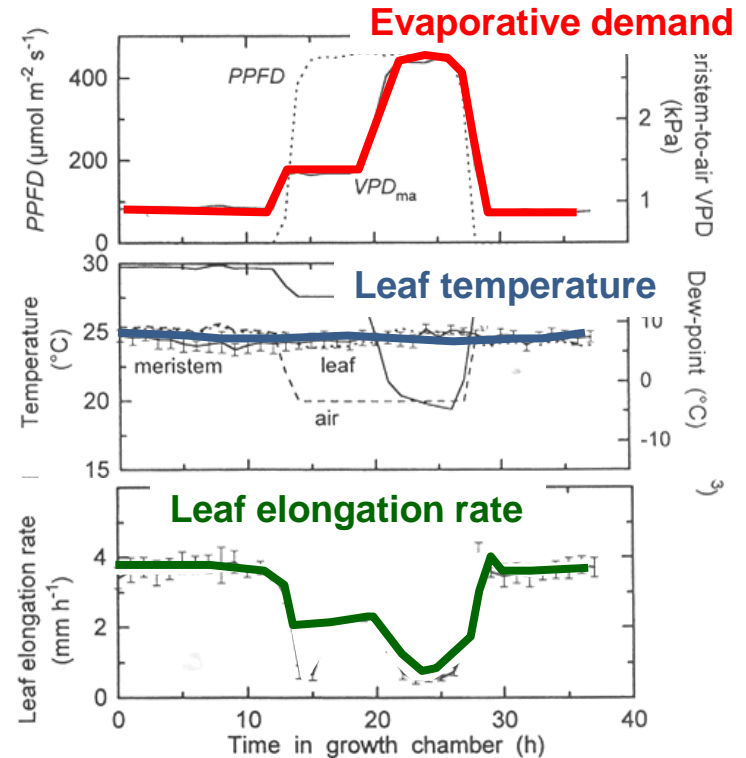 Evaporative demand
PPFD (µmol m⁻² s⁻¹)
400
200
0
PPFD
VPDma
2
1
eristem-to-air VPD
(kPa)
Leaf temperature
Temperature
(°C)
30
25
20
15
meristem
leaf
air
10
0
-10
Dew-point (°C)
3)
Leaf elongation rate
Leaf elongation rate
(mm h⁻¹)
4
2
0
0
10
20
30
40
Time in growth chamber (h)